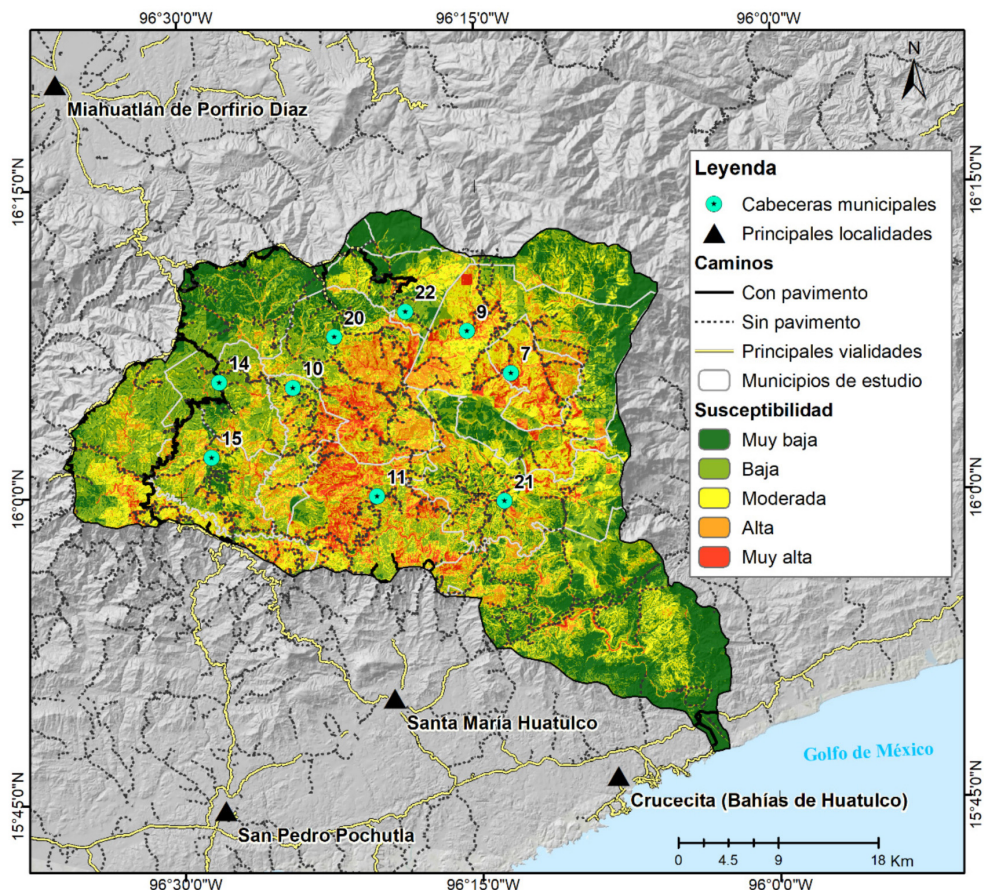 96°30'0"W 96°15'0"W 96°0'0"W
N
Miahuatlán de Porfirio Díaz
16°15'0"N
16°15'0"N
Leyenda
Cabeceras municipales
Principales localidades
Caminos
Con pavimento
Sin pavimento
Principales vialidades
Municipios de estudio
Susceptibilidad
Muy baja
Baja
Moderada
Alta
Muy alta
22
9
20
7
14
10
15
11
21
16°0'0"N
16°0'0"N
Santa María Huatulco
Golfo de México
Crucecita (Bahías de Huatulco)
San Pedro Pochutla
15°45'0"N
15°45'0"N
0 4.5 9 18 Km
96°30'0"W 96°15'0"W 96°0'0"W